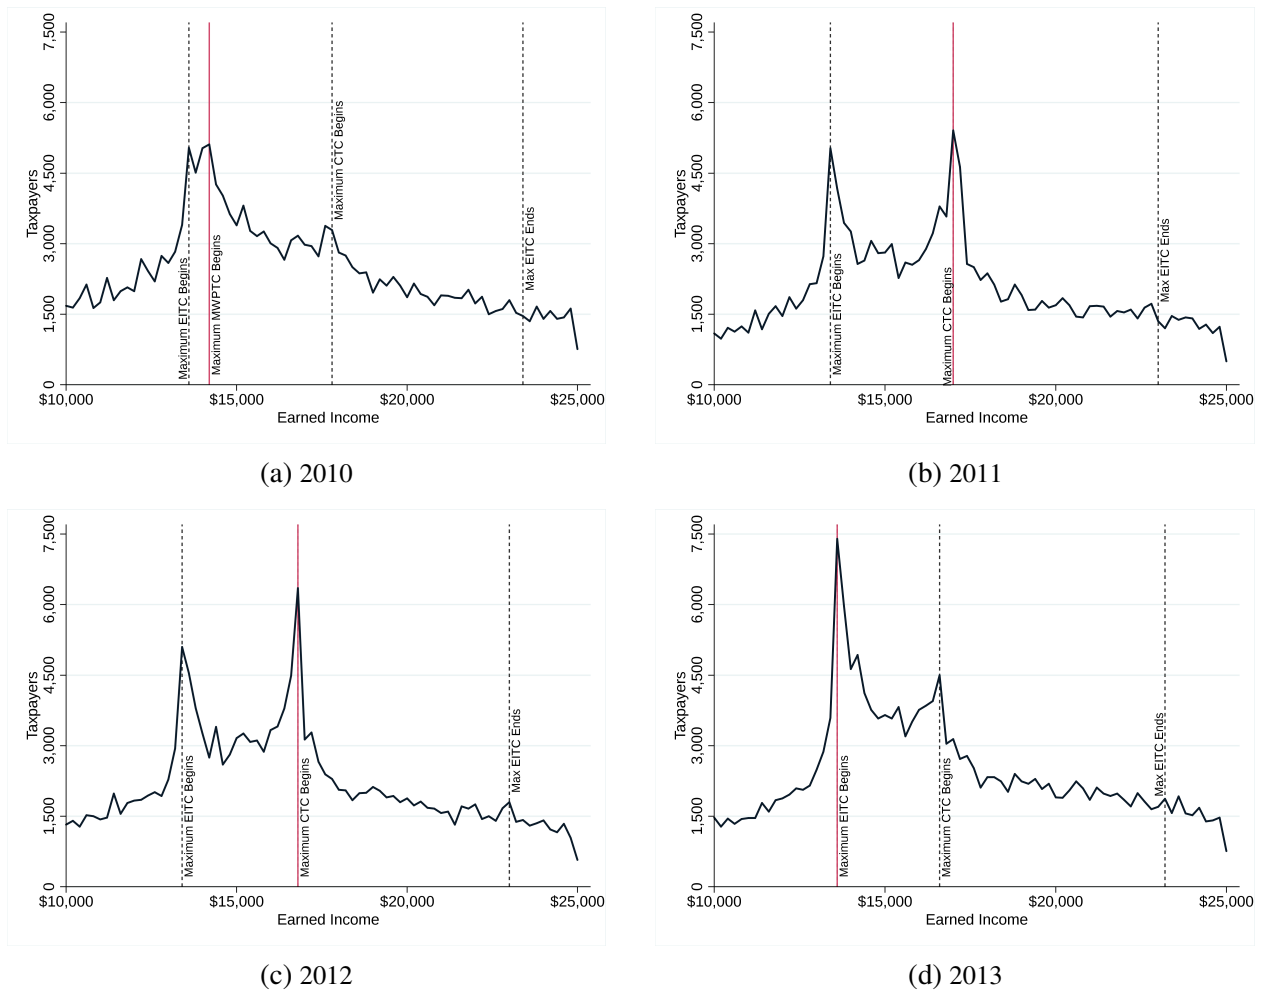 7,500
6,000
4,500
3,000
1,500
0
Taxpayers
Maximum EITC Begins
Maximum MWPTC Begins
Maximum CTC Begins
Max EITC Ends
$10,000 $15,000 $20,000 $25,000
Earned Income
(a) 2010
7,500
6,000
4,500
3,000
1,500
0
Taxpayers
Maximum EITC Begins
Maximum CTC Begins
Max EITC Ends
$10,000 $15,000 $20,000 $25,000
Earned Income
(b) 2011
7,500
6,000
4,500
3,000
1,500
0
Taxpayers
Maximum EITC Begins
Maximum CTC Begins
Max EITC Ends
$10,000 $15,000 $20,000 $25,000
Earned Income
(c) 2012
7,500
6,000
4,500
3,000
1,500
0
Taxpayers
Maximum EITC Begins
Maximum CTC Begins
Max EITC Ends
$10,000 $15,000 $20,000 $25,000
Earned Income
(d) 2013